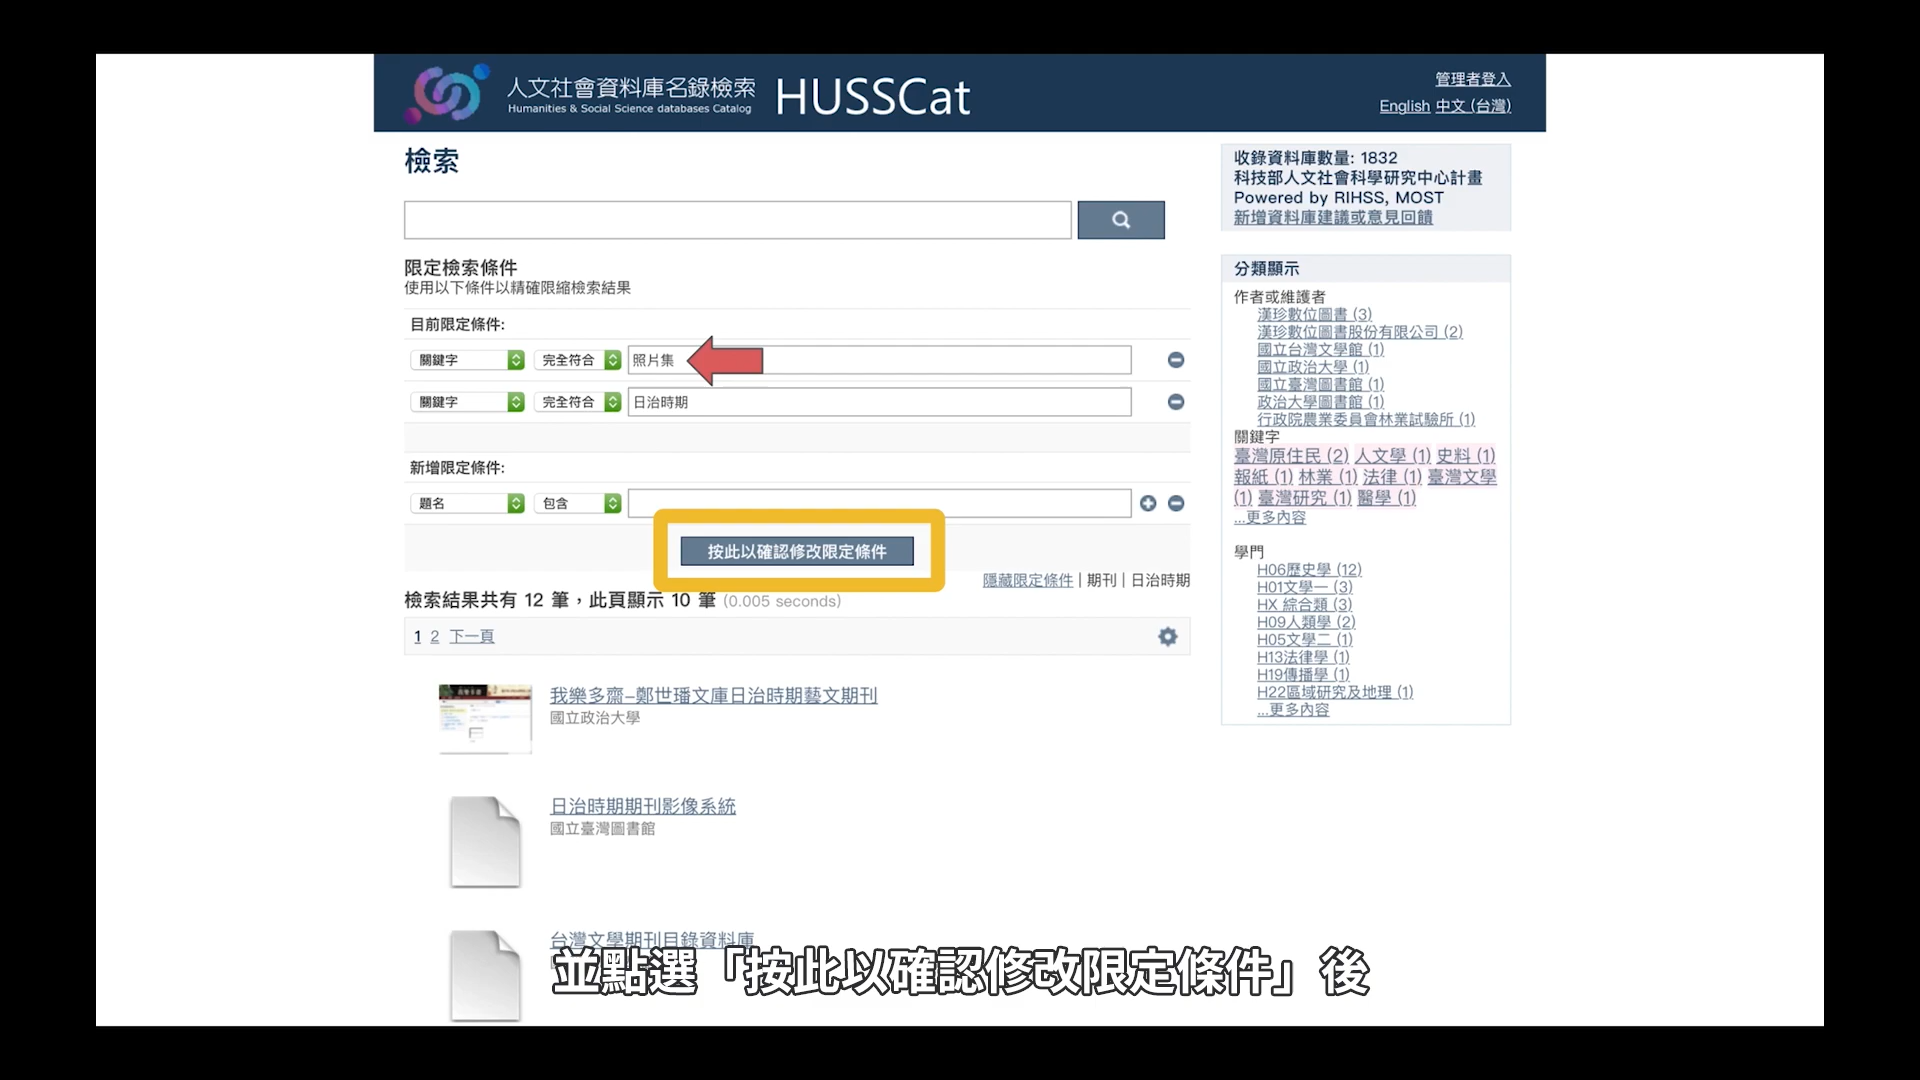 人文社會資料庫名錄檢索
Humanities & Social Science databases Catalog
HUSSCat
管理者登入
English 中文 (台灣)
檢索
限定檢索條件
使用以下條件以精確限縮檢索結果
目前限定條件:
關鍵字 完全符合 照片集
關鍵字 完全符合 日治時期
新增限定條件:
題名 包含
按此以確認修改限定條件
隱藏限定條件 | 期刊 | 日治時期
檢索結果共有 12 筆，此頁顯示 10 筆 (0.005 seconds)
1 2 下一頁
我樂多齋–鄭世璠文庫日治時期藝文期刊
國立政治大學
日治時期期刊影像系統
國立臺灣圖書館
台灣文學期刊目錄資料庫
收錄資料庫數量: 1832
科技部人文社會科學研究中心計畫
Powered by RIHSS, MOST
新增資料庫建議或意見回饋
分類顯示
作者或維護者
漢珍數位圖書 (3)
漢珍數位圖書股份有限公司 (2)
國立台灣文學館 (1)
國立政治大學 (1)
國立臺灣圖書館 (1)
政治大學圖書館 (1)
行政院農業委員會林業試驗所 (1)
關鍵字
臺灣原住民 (2) 人文學 (1) 史料 (1)
報紙 (1) 林業 (1) 法律 (1) 臺灣文學
(1) 臺灣研究 (1) 醫學 (1)
...更多內容
學門
H06歷史學 (12)
H01文學一 (3)
HX 綜合類 (3)
H09人類學 (2)
H05文學二 (1)
H13法律學 (1)
H19傳播學 (1)
H22區域研究及地理 (1)
...更多內容
並點選「按此以確認修改限定條件」後